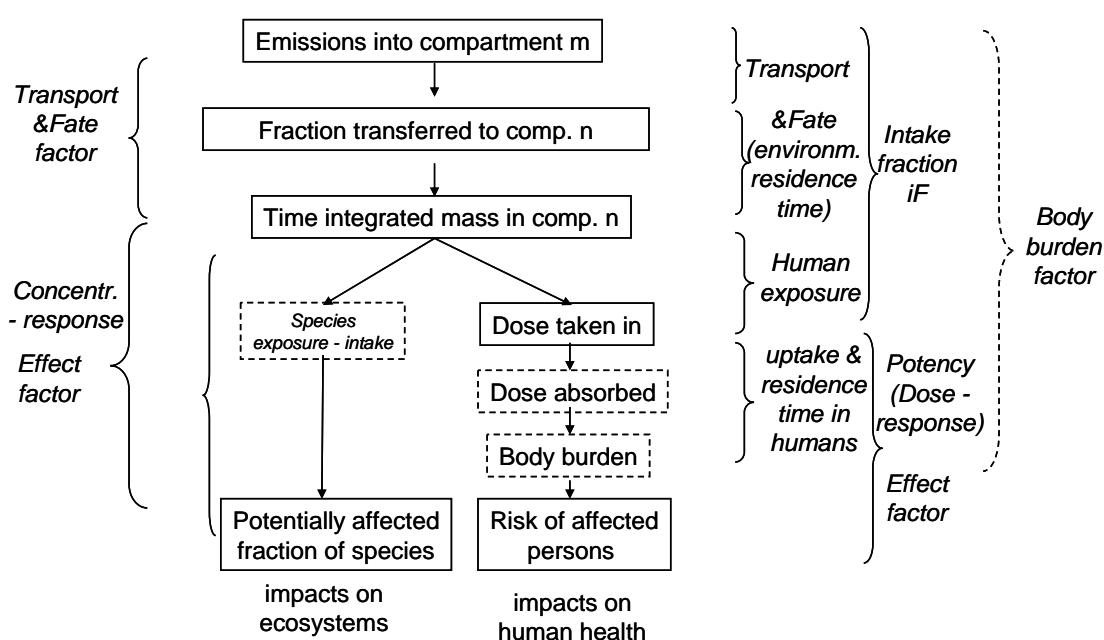 Emissions into compartment m
Transport
&Fate
factor
Transport
Fraction transferred to comp. n
&Fate
(environm.
residence
time)
Intake
fraction
iF
Time integrated mass in comp. n
Body
burden
factor
Human
exposure
Concentr.
- response
Effect
factor
Species
exposure - intake
Dose taken in
Dose absorbed
Body burden
uptake &
residence
time in
humans
Potency
(Dose -
response)
Effect
factor
Potentially affected
fraction of species
Risk of affected
persons
impacts on
ecosystems
impacts on
human health